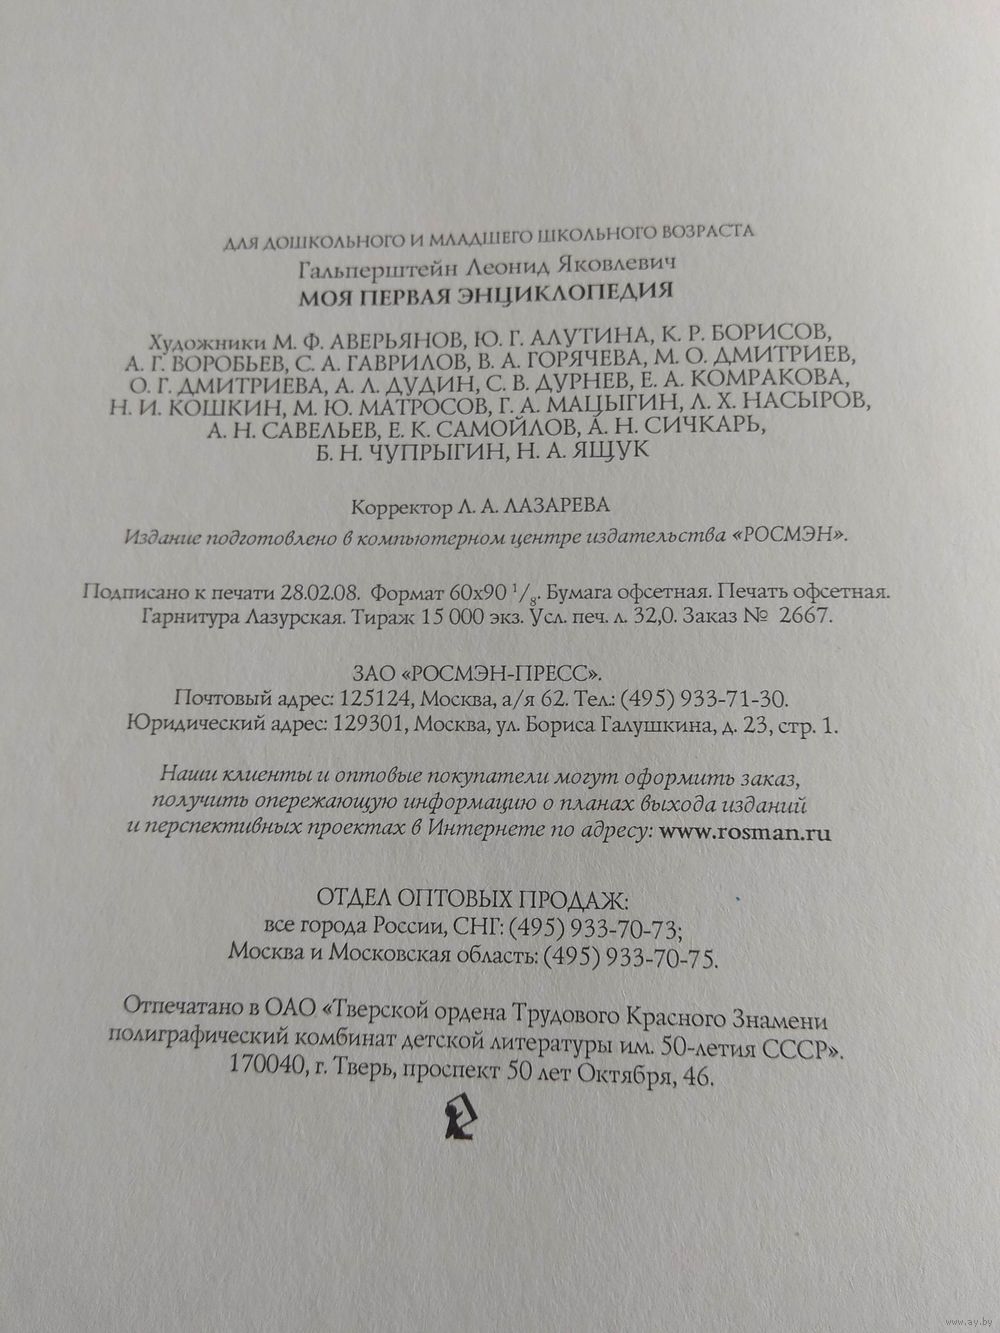 ДЛЯ ДОШКОЛЬНОГО И МЛАДШЕГО ШКОЛЬНОГО ВОЗРАСТА
Гальперштейн Леонид Яковлевич
МОЯ ПЕРВАЯ ЭНЦИКЛОПЕДИЯ
Художники М. Ф. АВЕРЬЯНОВ, Ю. Г. АЛУТИНА, К. Р. БОРИСОВ,
А. Г. ВОРОБЬЕВ, С. А. ГАВРИЛОВ, В. А. ГОРЯЧЕВА, М. О. ДМИТРИЕВ,
О. Г. ДМИТРИЕВА, А. Л. ДУДИН, С. В. ДУРНЕВ, Е. А. КОМРАКОВА,
Н. И. КОШКИН, М. Ю. МАТРОСОВ, Г. А. МАЦЫГИН, Л. Х. НАСЫРОВ,
А. Н. САВЕЛЬЕВ, Е. К. САМОЙЛОВ, А. Н. СИЧКАРЬ,
Б. Н. ЧУПРЫГИН, Н. А. ЯЩУК
Корректор Л. А. ЛАЗАРЕВА
Издание подготовлено в компьютерном центре издательства «РОСМЭН».
Подписано к печати 28.02.08. Формат 60x90 1/8. Бумага офсетная. Печать офсетная.
Гарнитура Лазурская. Тираж 15 000 экз. Усл. печ. л. 32,0. Заказ № 2667.
ЗАО «РОСМЭН-ПРЕСС».
Почтовый адрес: 125124, Москва, а/я 62. Тел.: (495) 933-71-30.
Юридический адрес: 129301, Москва, ул. Бориса Галушкина, д. 23, стр. 1.
Наши клиенты и оптовые покупатели могут оформить заказ,
получить опережающую информацию о планах выхода изданий
и перспективных проектах в Интернете по адресу: www.rosman.ru
ОТДЕЛ ОПТОВЫХ ПРОДАЖ:
все города России, СНГ: (495) 933-70-73;
Москва и Московская область: (495) 933-70-75.
Отпечатано в ОАО «Тверской ордена Трудового Красного Знамени
полиграфический комбинат детской литературы им. 50-летия СССР».
170040, г. Тверь, проспект 50 лет Октября, 46.
www.ay.by